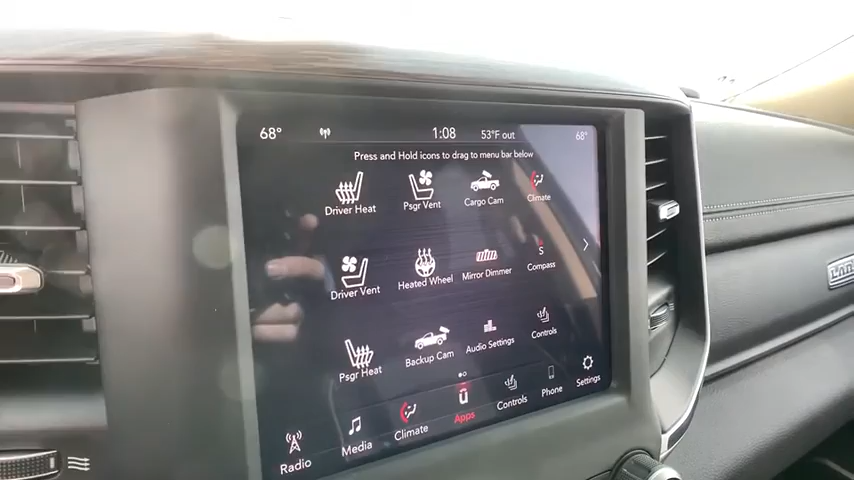 68° 1:08 53°F out 68°
Press and Hold icons to drag to menu bar below
Driver Heat Psgr Vent Cargo Cam Climate
S
Driver Vent Heated Wheel Mirror Dimmer Compass
Psgr Heat Backup Cam Audio Settings Controls
Radio Media Climate Apps Controls Phone Settings